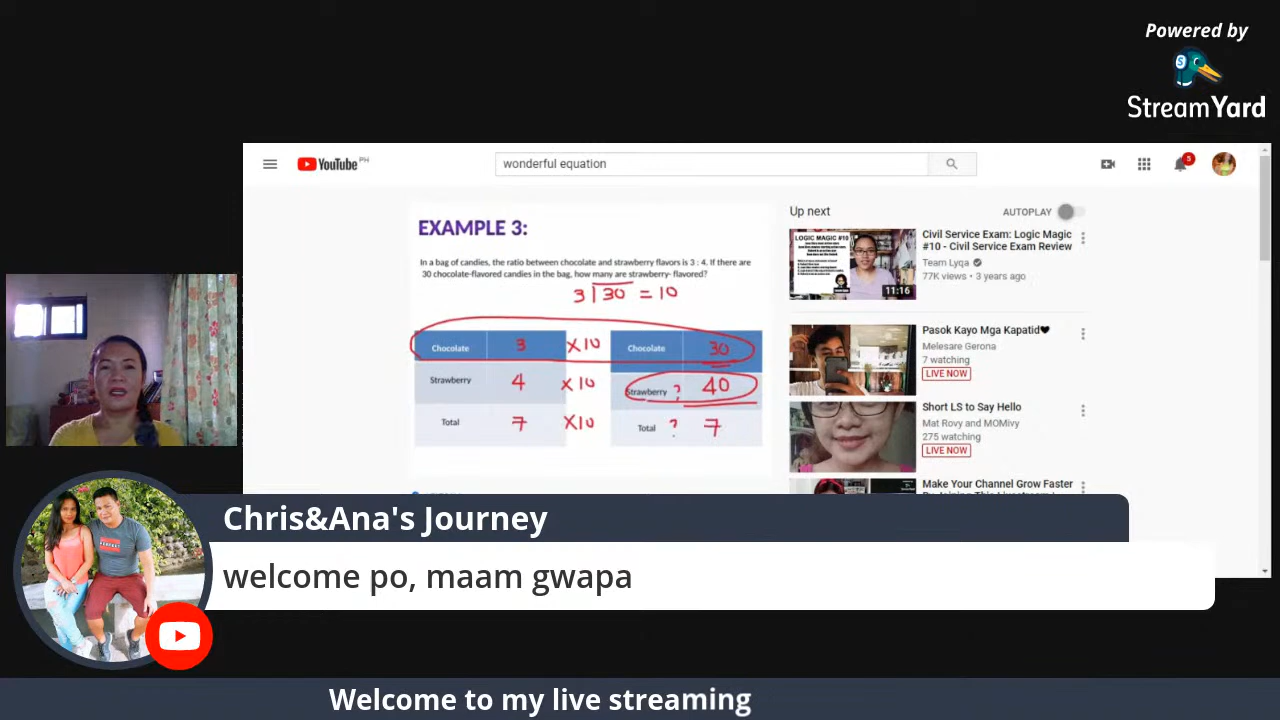 Powered by
StreamYard
YouTube PH
wonderful equation
5
EXAMPLE 3:
In a bag of candies, the ratio between chocolate and strawberry flavors is 3 : 4. If there are
30 chocolate-flavored candies in the bag, how many are strawberry- flavored?
3 30 = 10
Chocolate 3 x10 Chocolate 30
Strawberry 4 x10 Strawberry ? 40
Total 7 x10 Total ? 7
Up next
AUTOPLAY
LOGIC MAGIC #10
11:16
Civil Service Exam: Logic Magic
#10 - Civil Service Exam Review
Team Lyqa
77K views • 3 years ago
Pasok Kayo Mga Kapatid♥
Melesare Gerona
7 watching
LIVE NOW
Short LS to Say Hello
Mat Rovy and MOMivy
275 watching
LIVE NOW
Make Your Channel Grow Faster
Chris&Ana's Journey
welcome po, maam gwapa
Welcome to my live streaming